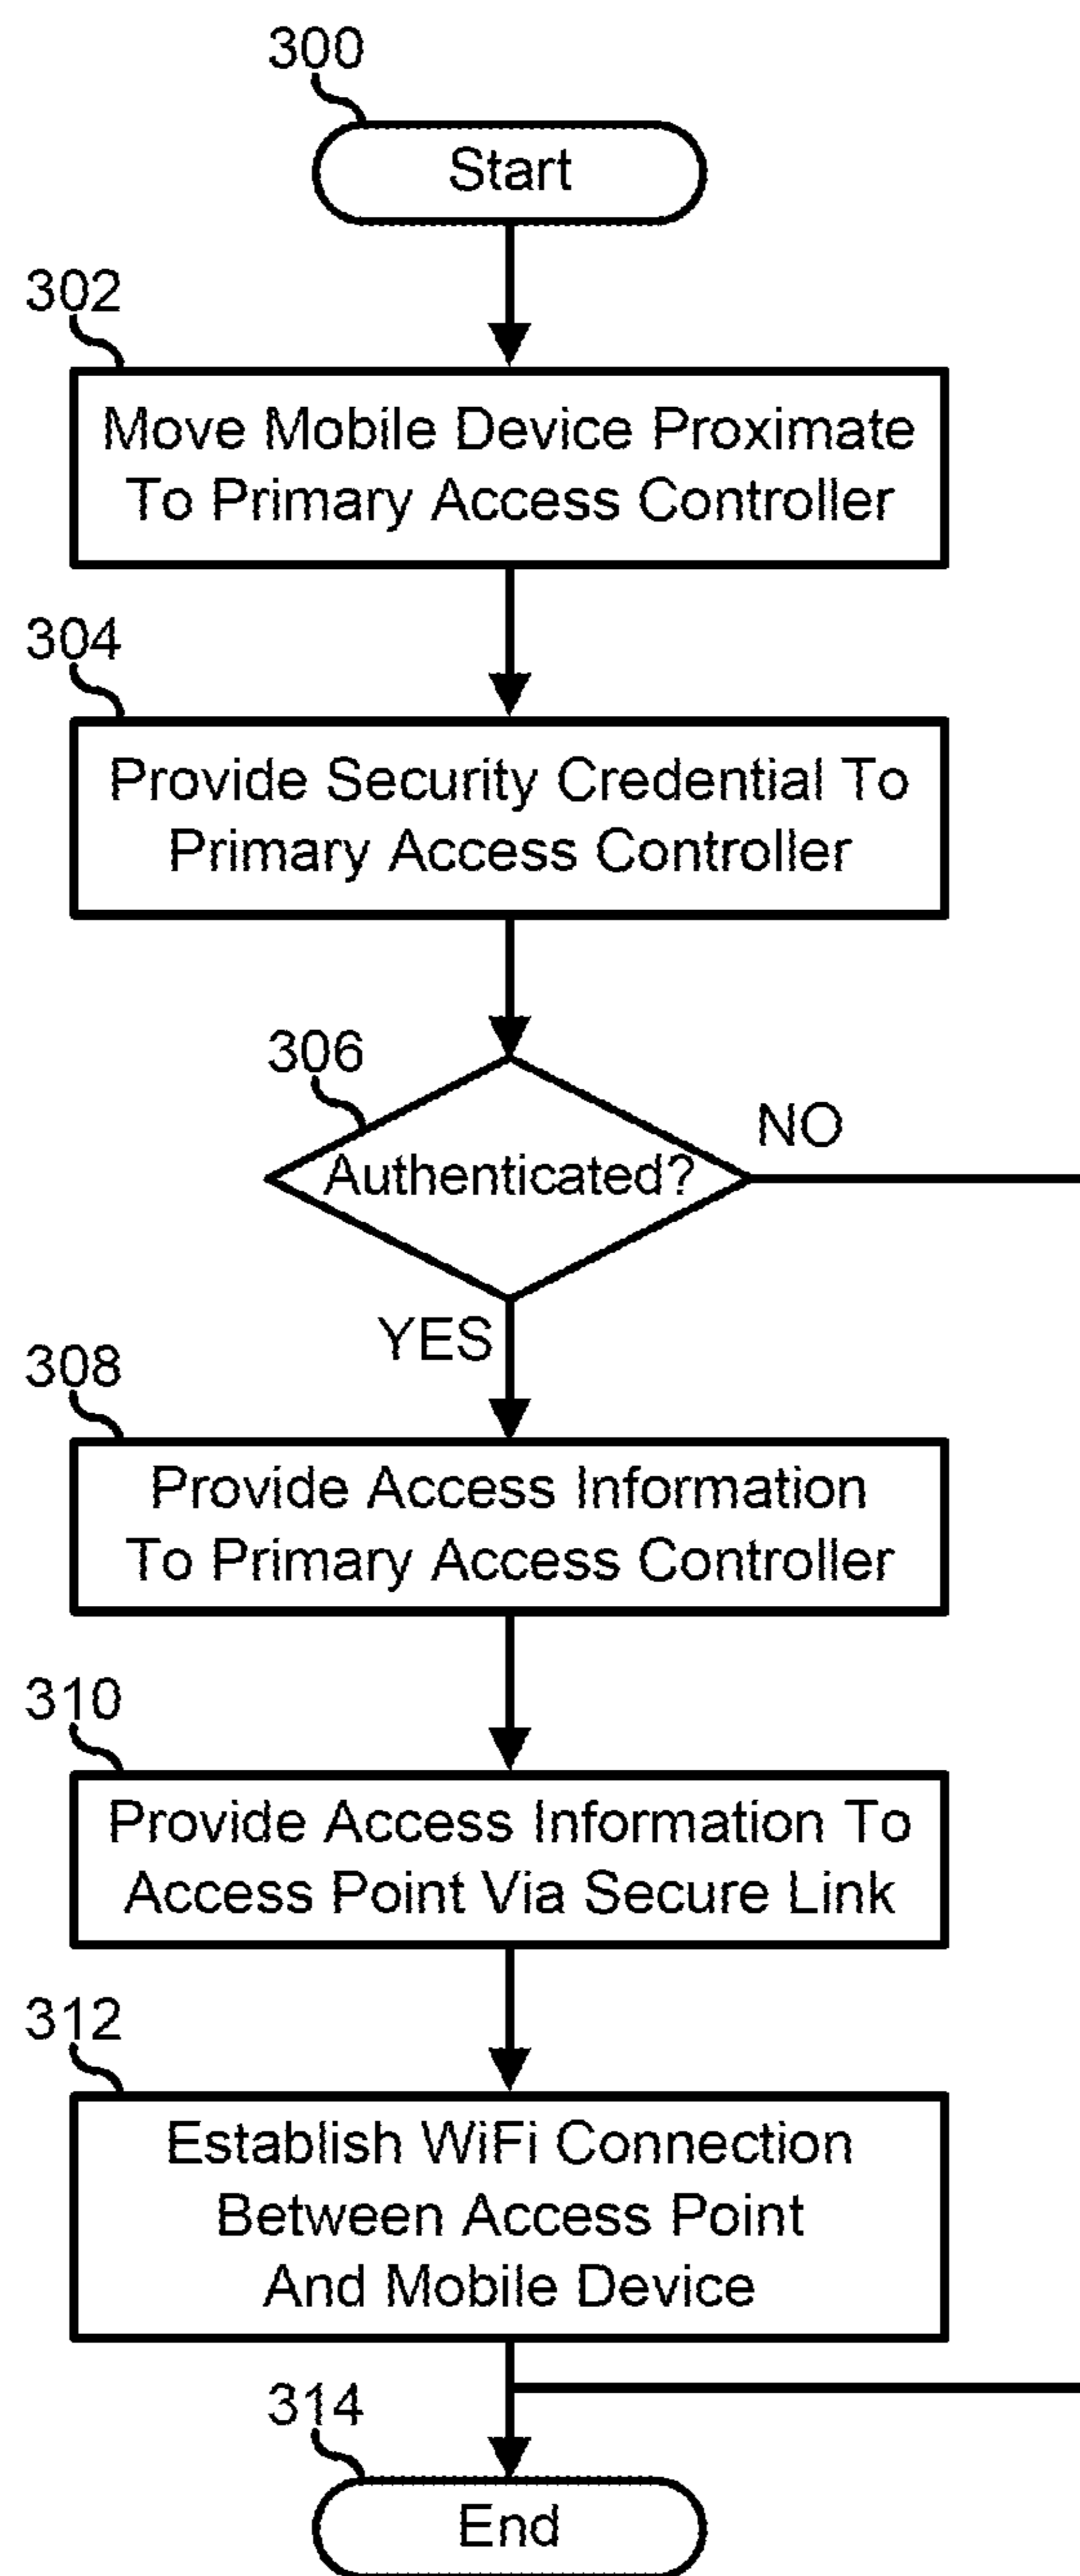 300
Start
302
Move Mobile Device Proximate
To Primary Access Controller
304
Provide Security Credential To
Primary Access Controller
306
Authenticated?
NO
YES
308
Provide Access Information
To Primary Access Controller
310
Provide Access Information To
Access Point Via Secure Link
312
Establish WiFi Connection
Between Access Point
And Mobile Device
314
End